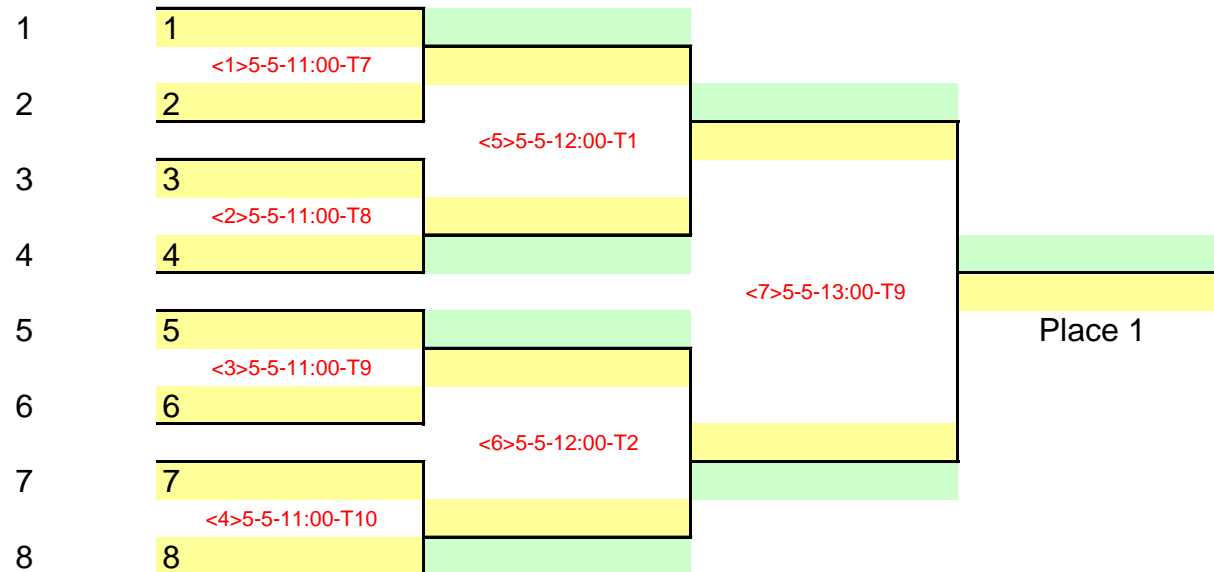 1 1
<1>5-5-11:00-T7
2 2
<5>5-5-12:00-T1
3 3
<2>5-5-11:00-T8
4 4
<7>5-5-13:00-T9
5 5 Place 1
<3>5-5-11:00-T9
6 6
<6>5-5-12:00-T2
7 7
<4>5-5-11:00-T10
8 8